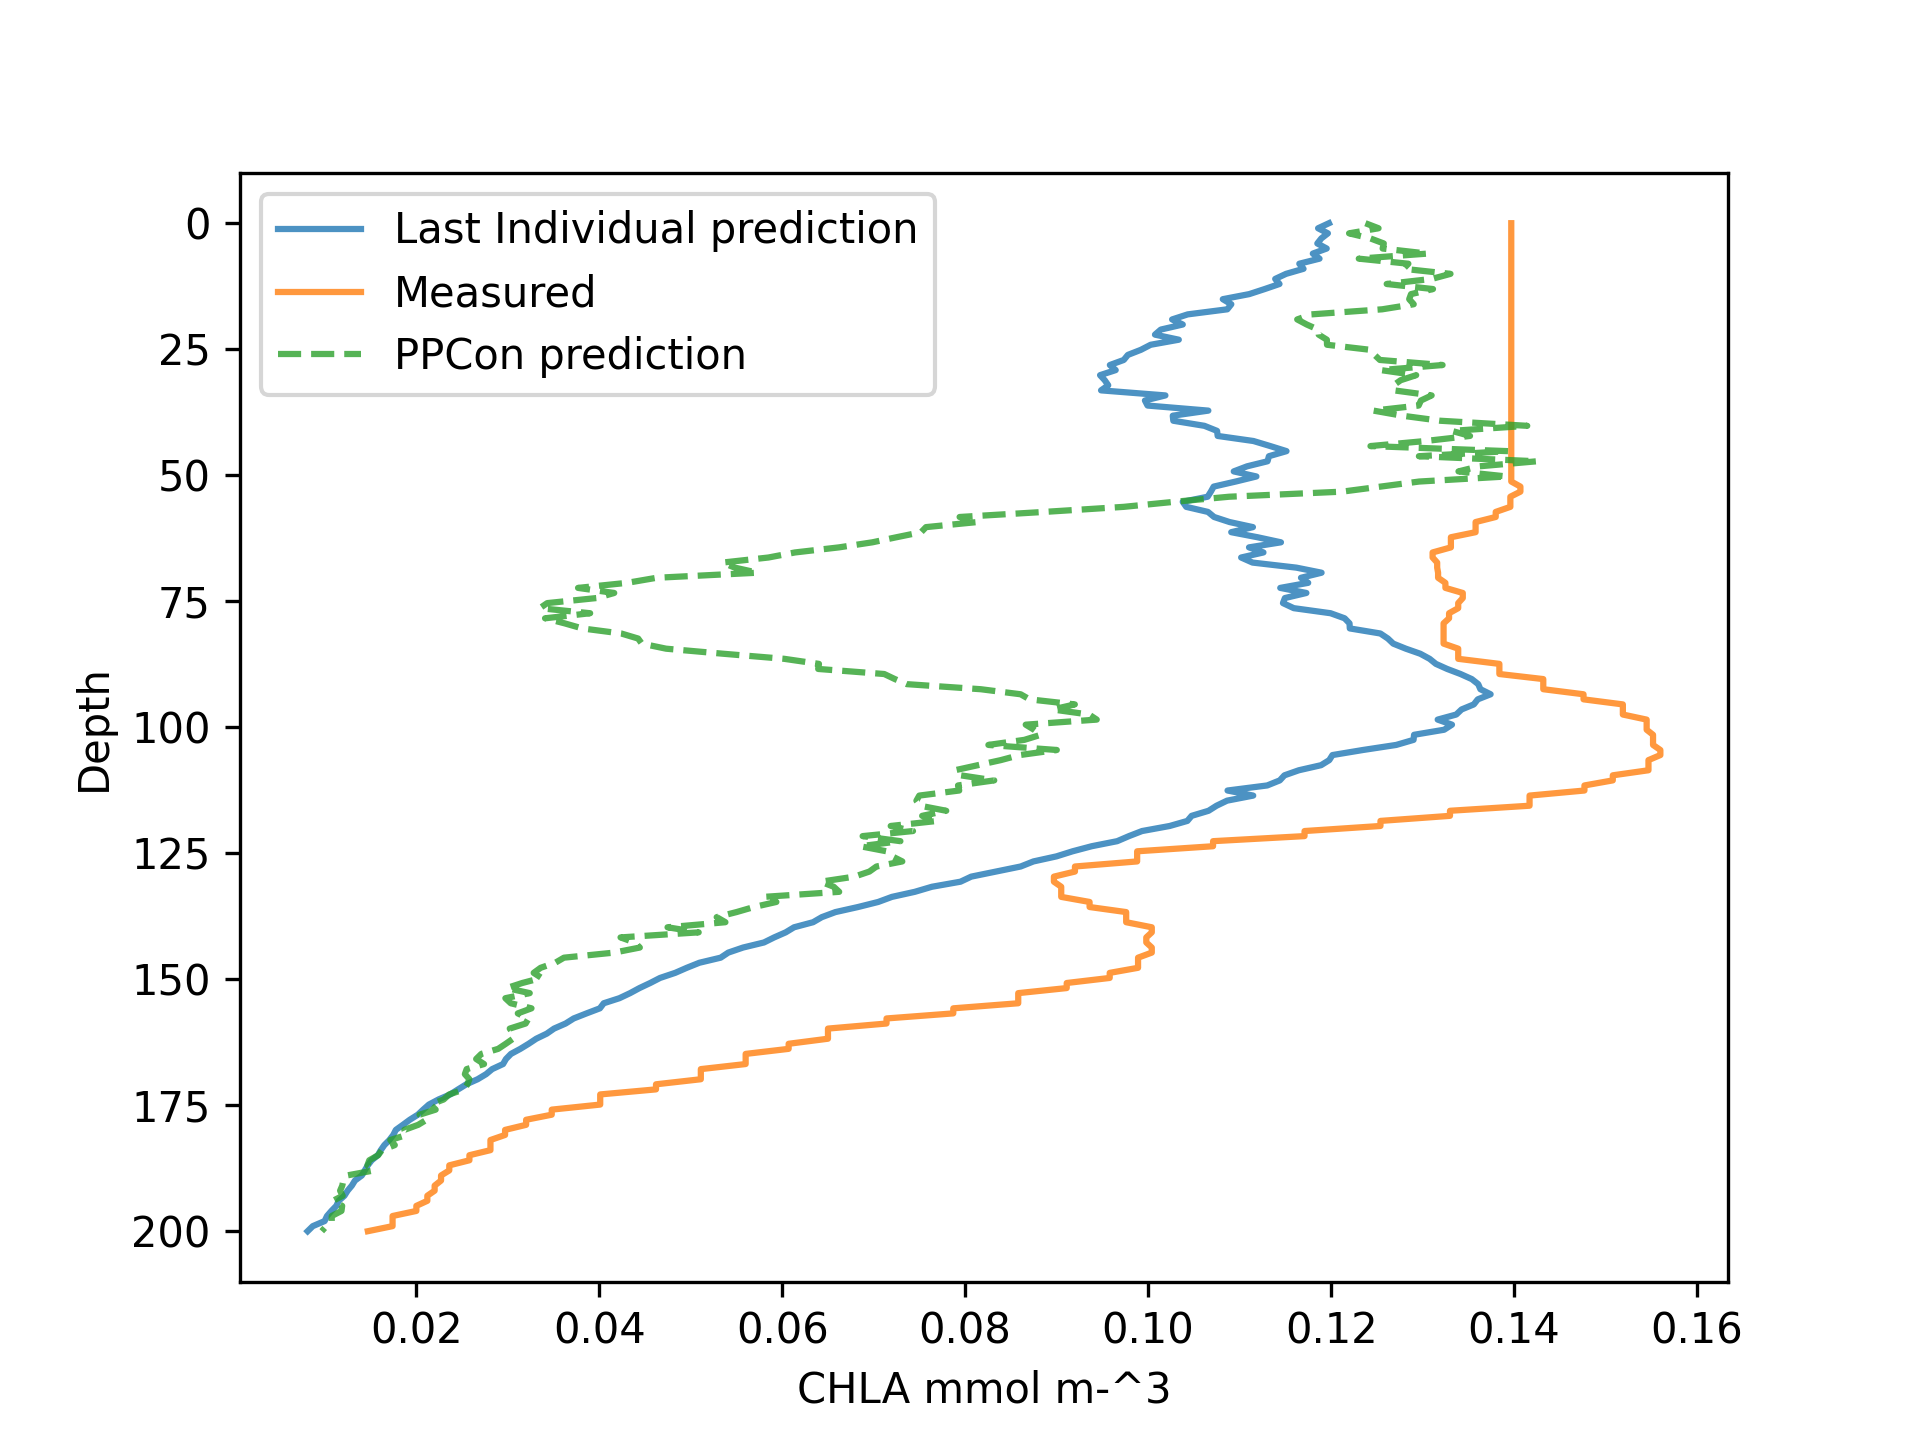 Last Individual prediction
Measured
PPCon prediction
0
25
50
75
100
125
150
175
200
Depth
0.02 0.04 0.06 0.08 0.10 0.12 0.14 0.16
CHLA mmol m-^3